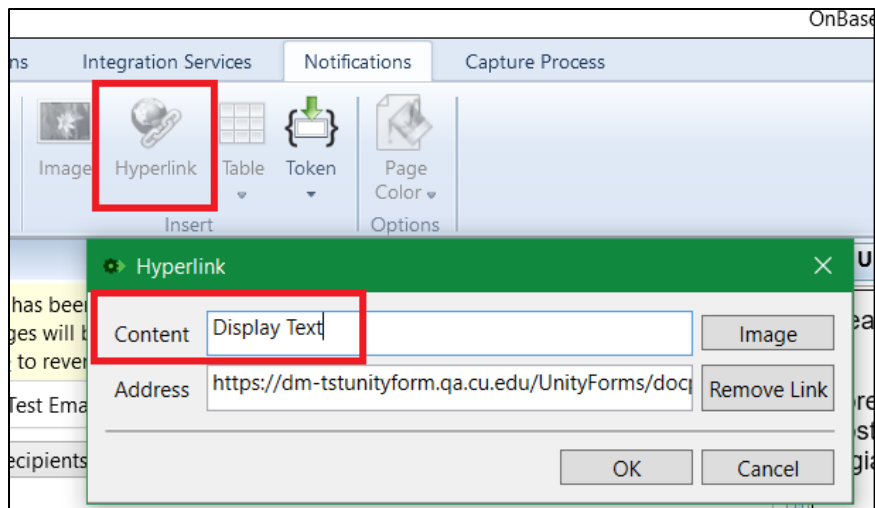 OnBase
ns Integration Services Notifications Capture Process
Image Hyperlink Table Token Page Color
Insert Options
Hyperlink
U
has bee
Content Display Text Image
ges will b
to rever
Address https://dm-tstunityform.qa.cu.edu/UnityForms/docp Remove Link
Test Ema
ecipients
OK Cancel